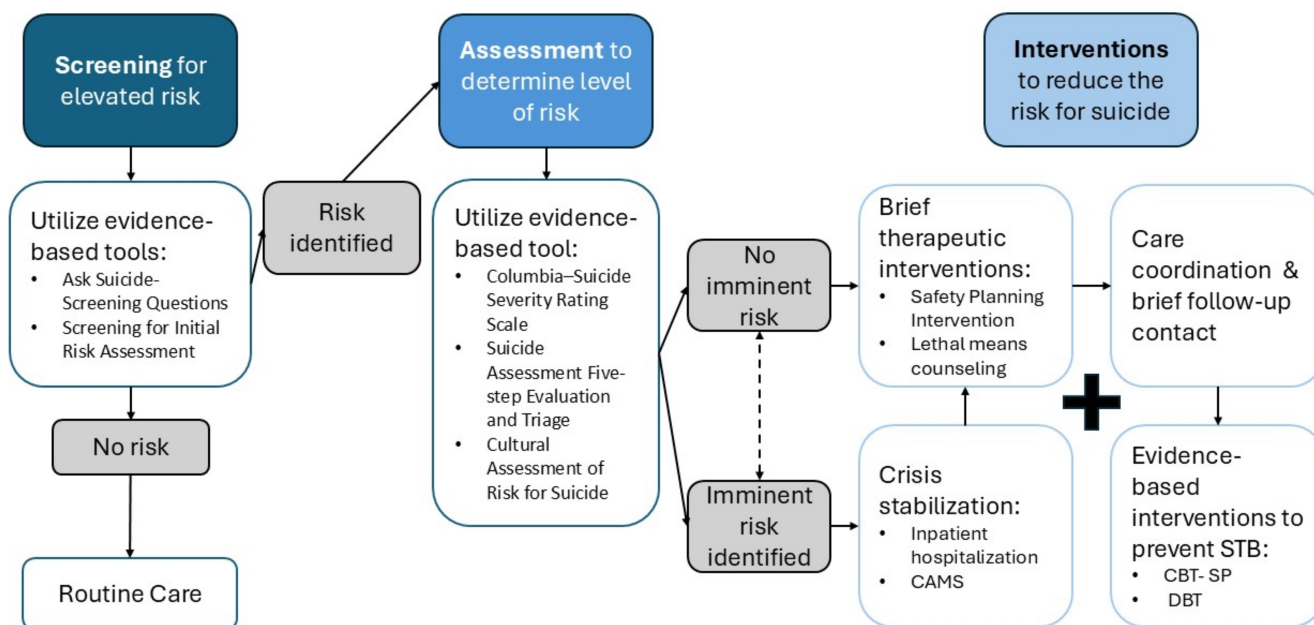 Screening for
elevated risk
Utilize evidence-
based tools:
• Ask Suicide-
Screening Questions
• Screening for Initial
Risk Assessment
No risk
Routine Care
Risk
identified
Assessment to
determine level
of risk
Utilize evidence-
based tool:
• Columbia–Suicide
Severity Rating
Scale
• Suicide
Assessment Five-
step Evaluation
and Triage
• Cultural
Assessment of
Risk for Suicide
No
imminent
risk
Imminent
risk
identified
Interventions
to reduce the
risk for suicide
Brief
therapeutic
interventions:
• Safety Planning
Intervention
• Lethal means
counseling
Crisis
stabilization:
• Inpatient
hospitalization
• CAMS
Care
coordination &
brief follow-up
contact
Evidence-
based
interventions to
prevent STB:
• CBT- SP
• DBT